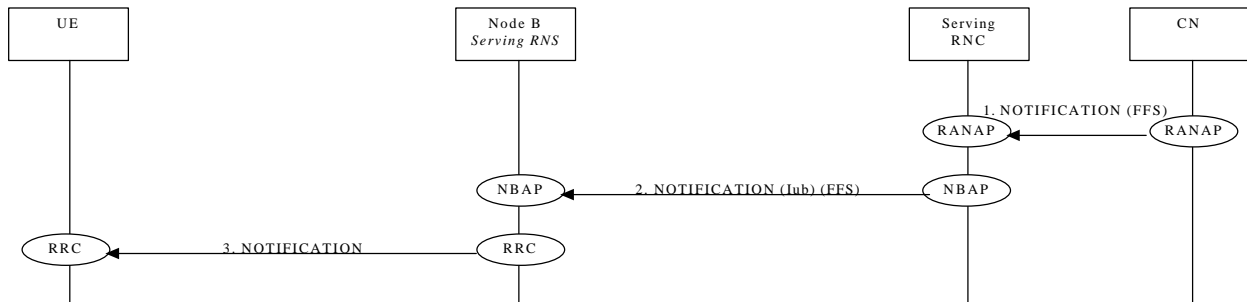 UE
Node B
Serving RNS
Serving
RNC
CN
1. NOTIFICATION (FFS)
RANAP
RANAP
NBAP
2. NOTIFICATION (Iub) (FFS)
NBAP
RRC
3. NOTIFICATION
RRC